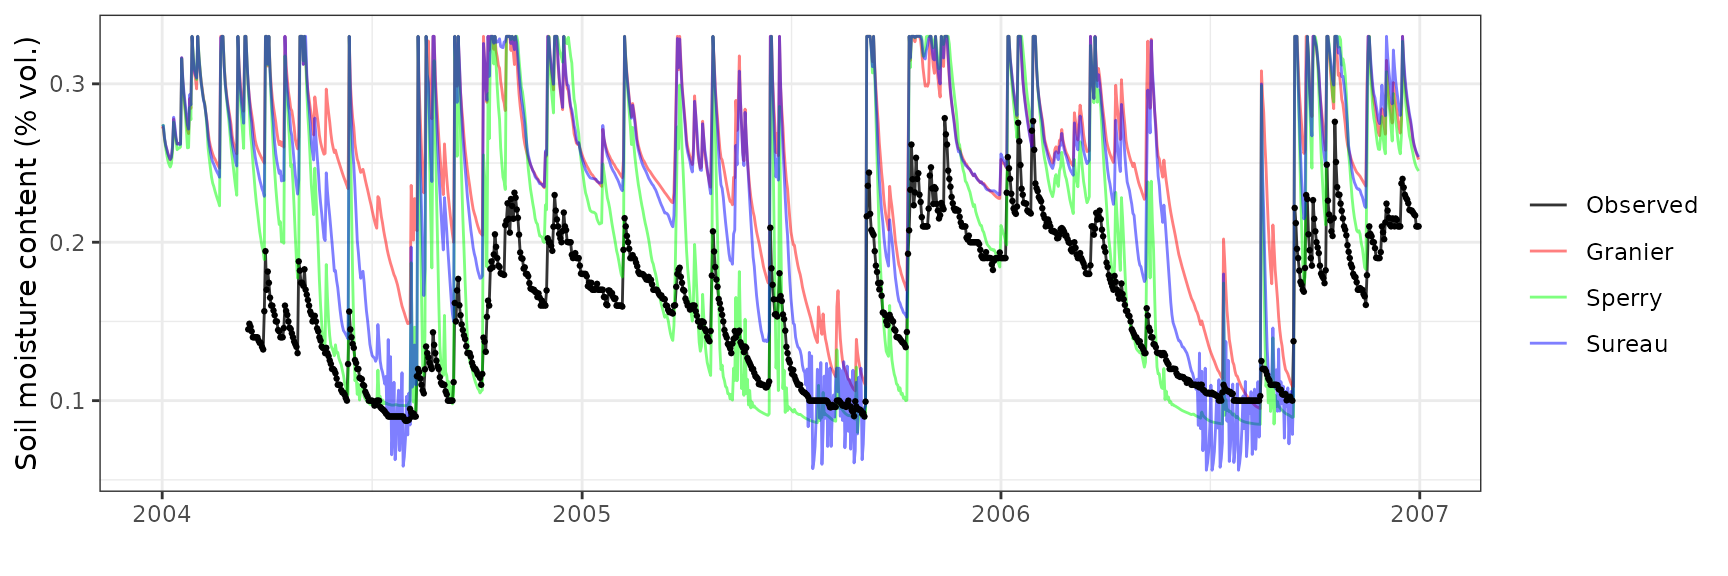 Soil moisture content (% vol.)
0.3
0.2
0.1
2004
2005
2006
2007
Observed
Granier
Sperry
Sureau